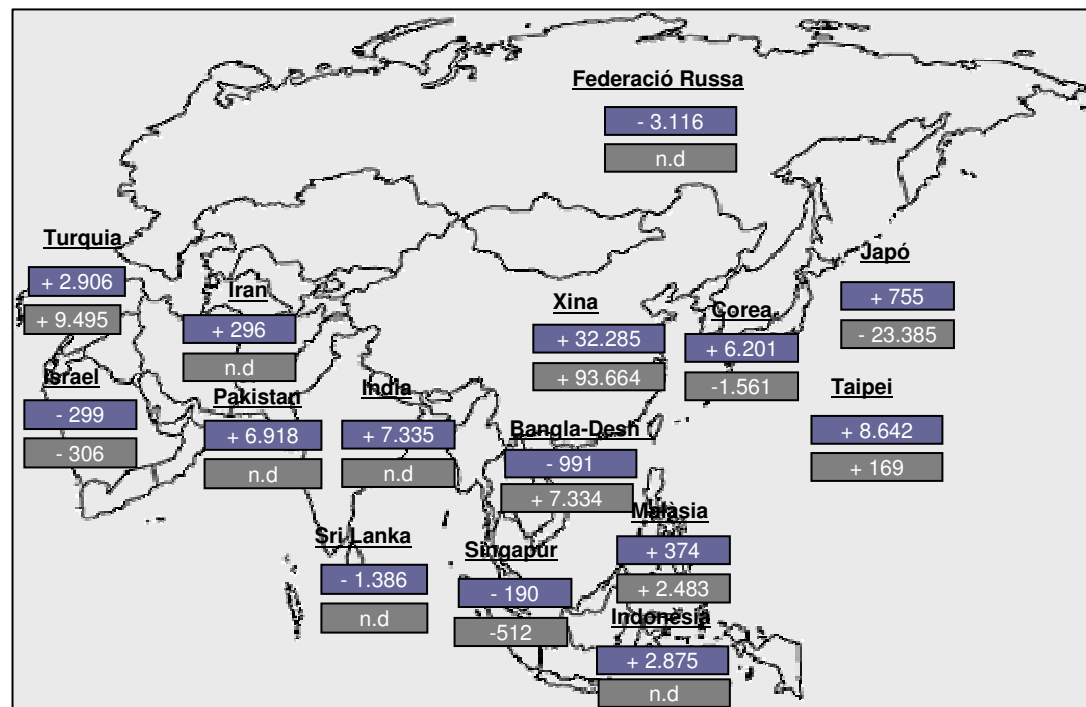 Federació Russa
- 3.116
n.d
Turquia
+ 2.906
+ 9.495
Iran
+ 296
n.d
Xina
+ 32.285
+ 93.664
Corea
+ 6.201
-1.561
Japó
+ 755
- 23.385
Israel
- 299
- 306
Pakistan
+ 6.918
n.d
India
+ 7.335
n.d
Bangla-Desh
- 991
+ 7.334
Taipei
+ 8.642
+ 169
Sri Lanka
- 1.386
n.d
Singapur
- 190
-512
Malàsia
+ 374
+ 2.483
Indonèsia
+ 2.875
n.d